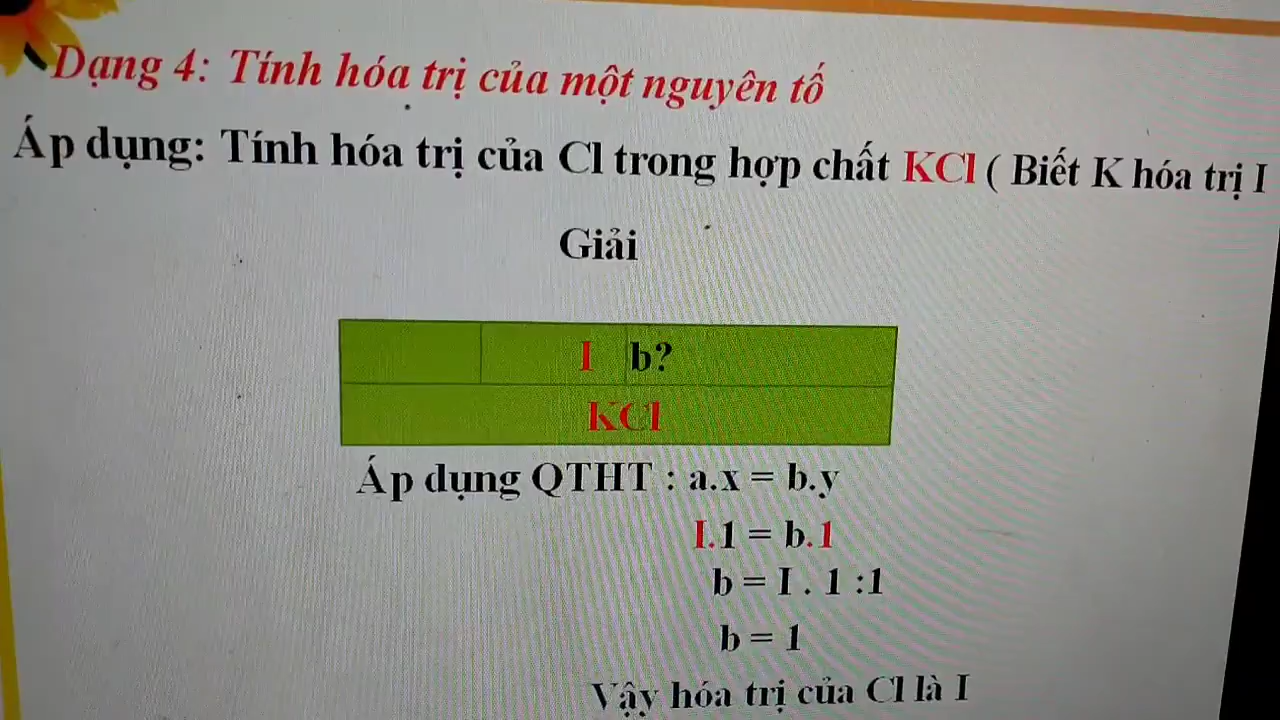 Dạng 4: Tính hóa trị của một nguyên tố
Áp dụng: Tính hóa trị của Cl trong hợp chất KCl ( Biết K hóa trị I
Giải
I b?
KCl
Áp dụng QTHT : a.x = b.y
I.1 = b.1
b = I . 1 :1
b = 1
Vậy hóa trị của Cl là I